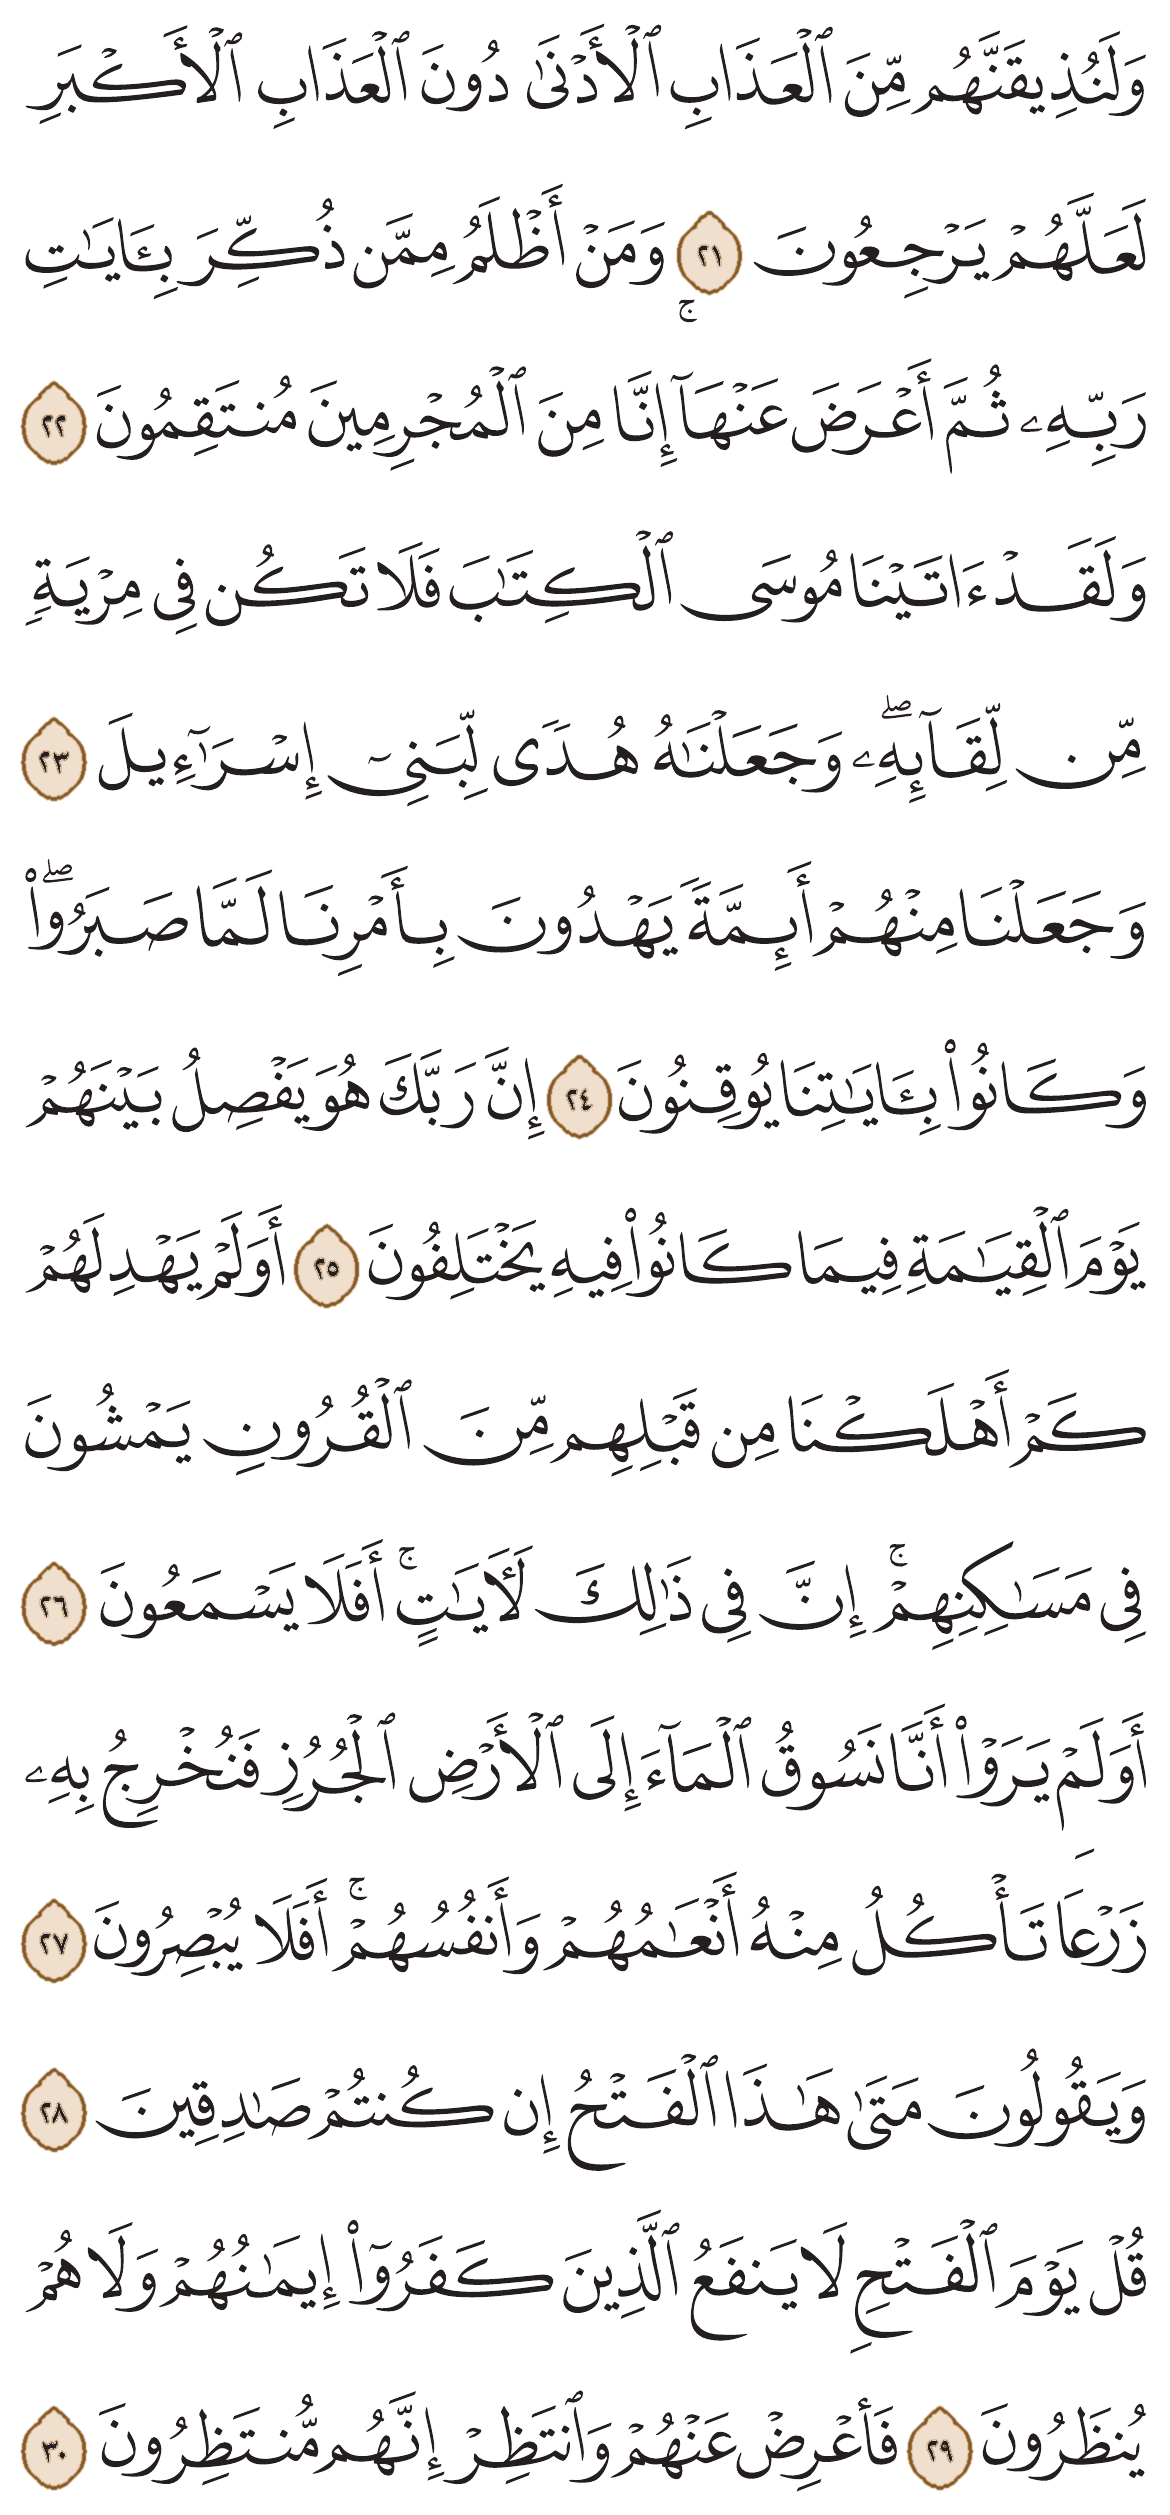 وَلَنُذِيقَنَّهُم مِّنَ ٱلْعَذَابِ ٱلْأَدْنَىٰ دُونَ ٱلْعَذَابِ ٱلْأَكْبَرِ
لَعَلَّهُمْ يَرْجِعُونَ ٢١ وَمَنْ أَظْلَمُ مِمَّن ذُكِّرَ بِـَٔايَـٰتِ
رَبِّهِۦ ثُمَّ أَعْرَضَ عَنْهَآ ۚ إِنَّا مِنَ ٱلْمُجْرِمِينَ مُنتَقِمُونَ ٢٢
وَلَقَدْ ءَاتَيْنَا مُوسَى ٱلْكِتَـٰبَ فَلَا تَكُن فِى مِرْيَةٍ
مِّن لِّقَآئِهِۦ ۖ وَجَعَلْنَـٰهُ هُدًى لِّبَنِىٓ إِسْرَٰٓءِيلَ ٢٣
وَجَعَلْنَا مِنْهُمْ أَئِمَّةً يَهْدُونَ بِأَمْرِنَا لَمَّا صَبَرُوا۟ ۖ
وَكَانُوا۟ بِـَٔايَـٰتِنَا يُوقِنُونَ ٢٤ إِنَّ رَبَّكَ هُوَ يَفْصِلُ بَيْنَهُمْ
يَوْمَ ٱلْقِيَـٰمَةِ فِيمَا كَانُوا۟ فِيهِ يَخْتَلِفُونَ ٢٥ أَوَلَمْ يَهْدِ لَهُمْ
كَمْ أَهْلَكْنَا مِن قَبْلِهِم مِّنَ ٱلْقُرُونِ يَمْشُونَ
فِى مَسَـٰكِنِهِمْ ۚ إِنَّ فِى ذَٰلِكَ لَـَٔايَـٰتٍ ۚ أَفَلَا يَسْمَعُونَ ٢٦
أَوَلَمْ يَرَوْا۟ أَنَّا نَسُوقُ ٱلْمَآءَ إِلَى ٱلْأَرْضِ ٱلْجُرُزِ فَنُخْرِجُ بِهِۦ
زَرْعًا تَأْكُلُ مِنْهُ أَنْعَـٰمُهُمْ وَأَنفُسُهُمْ ۚ أَفَلَا يُبْصِرُونَ ٢٧
وَيَقُولُونَ مَتَىٰ هَـٰذَا ٱلْفَتْحُ إِن كُنتُمْ صَـٰدِقِينَ ٢٨
قُلْ يَوْمَ ٱلْفَتْحِ لَا يَنفَعُ ٱلَّذِينَ كَفَرُوٓا۟ إِيمَـٰنُهُمْ وَلَا هُمْ
يُنظَرُونَ ٢٩ فَأَعْرِضْ عَنْهُمْ وَٱنتَظِرْ إِنَّهُم مُّنتَظِرُونَ ٣٠